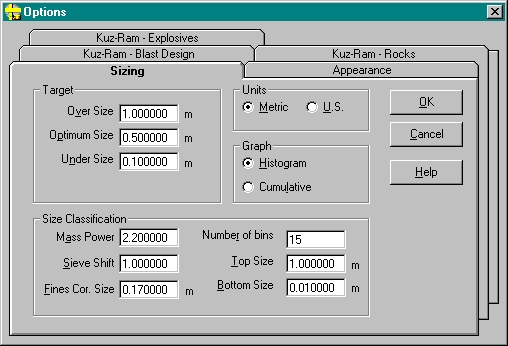 Options
Kuz-Ram - Explosives
Kuz-Ram - Blast Design
Kuz-Ram - Rocks
Sizing
Appearance
Target
Over Size 1.000000 m
Optimum Size 0.500000 m
Under Size 0.100000 m
Units
Metric
U.S.
Graph
Histogram
Cumulative
OK
Cancel
Help
Size Classification
Mass Power 2.200000
Sieve Shift 1.000000
Fines Cor. Size 0.170000 m
Number of bins 15
Top Size 1.000000 m
Bottom Size 0.010000 m